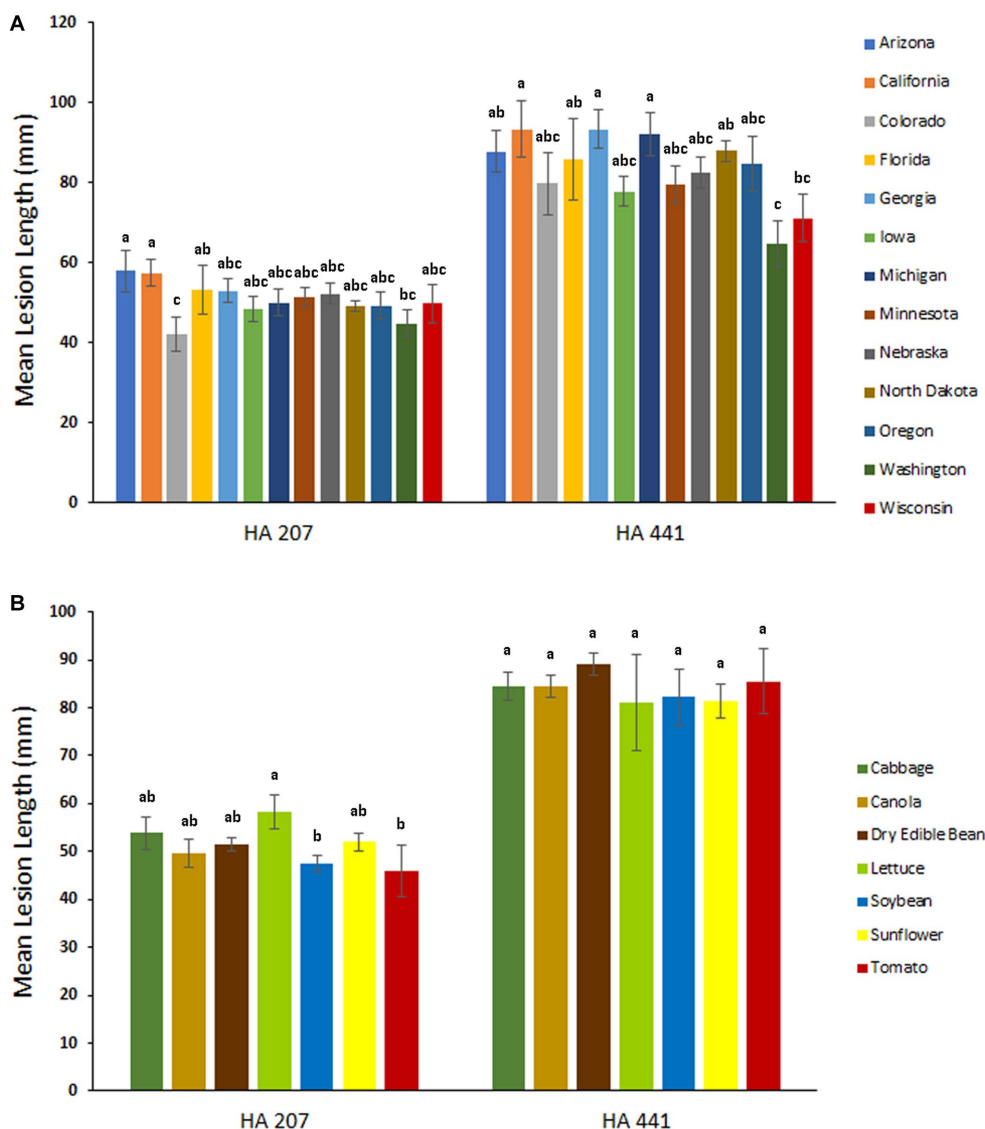 A
Mean Lesion Length (mm)
120
100
80
60
40
20
0
a
a
c
ab
ab
abc
abc
abc
abc
abc
abc
bc
abc
ab
a
abc
ab
a
abc
a
abc
abc
ab
abc
c
bc
HA 207
HA 441
Arizona
California
Colorado
Florida
Georgia
Iowa
Michigan
Minnesota
Nebraska
North Dakota
Oregon
Washington
Wisconsin
B
Mean Lesion Length (mm)
100
90
80
70
60
50
40
30
20
10
0
ab
ab
ab
a
b
ab
b
a
a
a
a
a
a
a
HA 207
HA 441
Cabbage
Canola
Dry Edible Bean
Lettuce
Soybean
Sunflower
Tomato